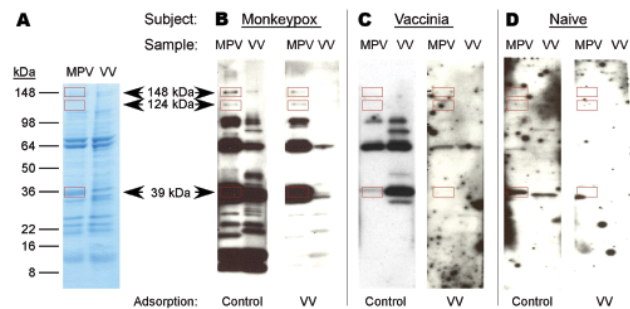 A Subject: B Monkeypox C Vaccinia D Naive
Sample: MPV VV MPV VV MPV VV MPV VV MPV VV MPV VV
kDa MPV VV
148 148 kDa
124 kDa
98
64
50
36 39 kDa
22
16
8
Adsorption: Control VV Control VV Control VV